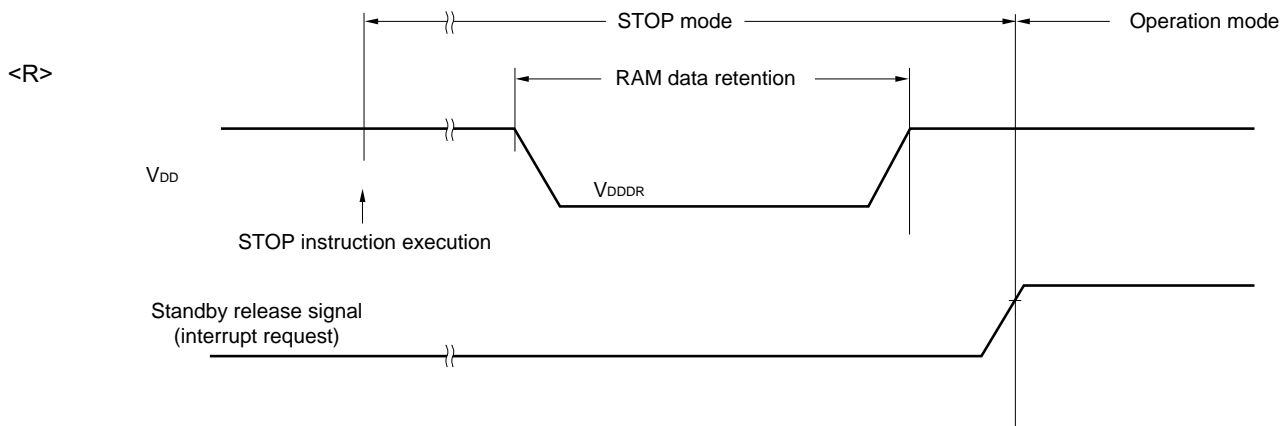 STOP mode
Operation mode
<R>
RAM data retention
VDD
VDDDR
STOP instruction execution
Standby release signal
(interrupt request)